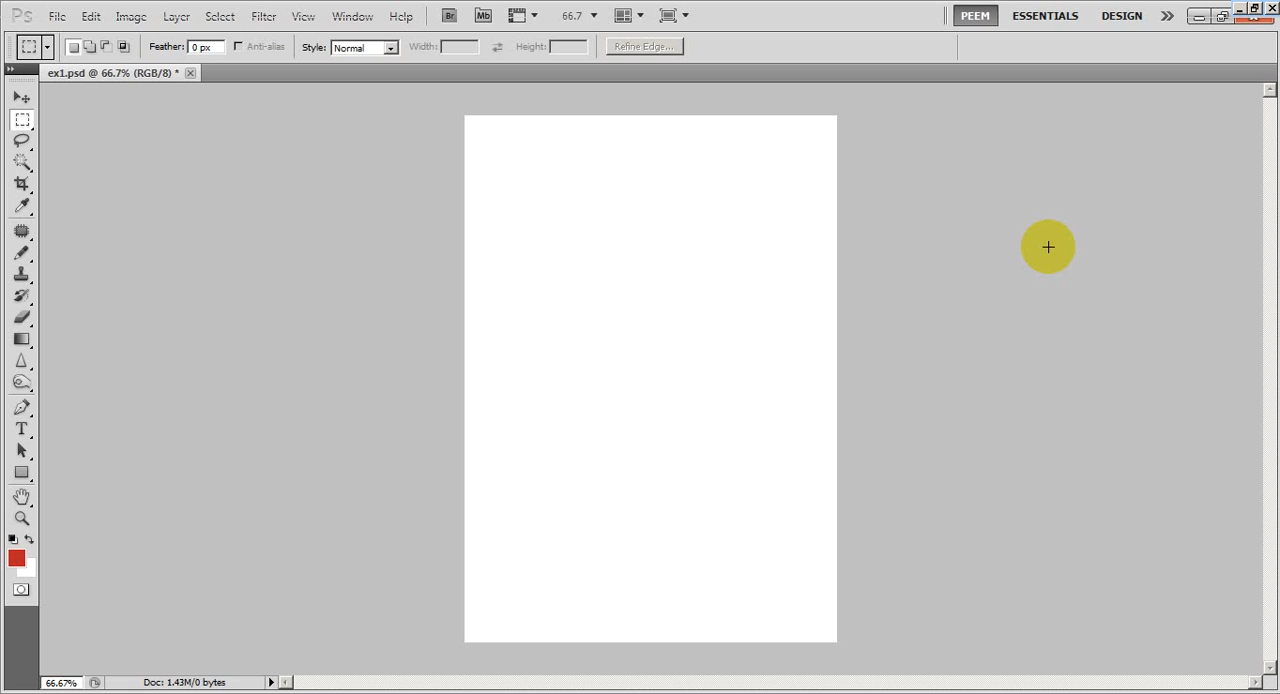 Ps File Edit Image Layer Select Filter View Window Help Br Mb 66.7 PEEM ESSENTIALS DESIGN
Feather: 0 px Anti-alias Style: Normal Width: Height: Refine Edge...
ex1.psd @ 66.7% (RGB/8) *
T
66.67% Doc: 1.43M/0 bytes